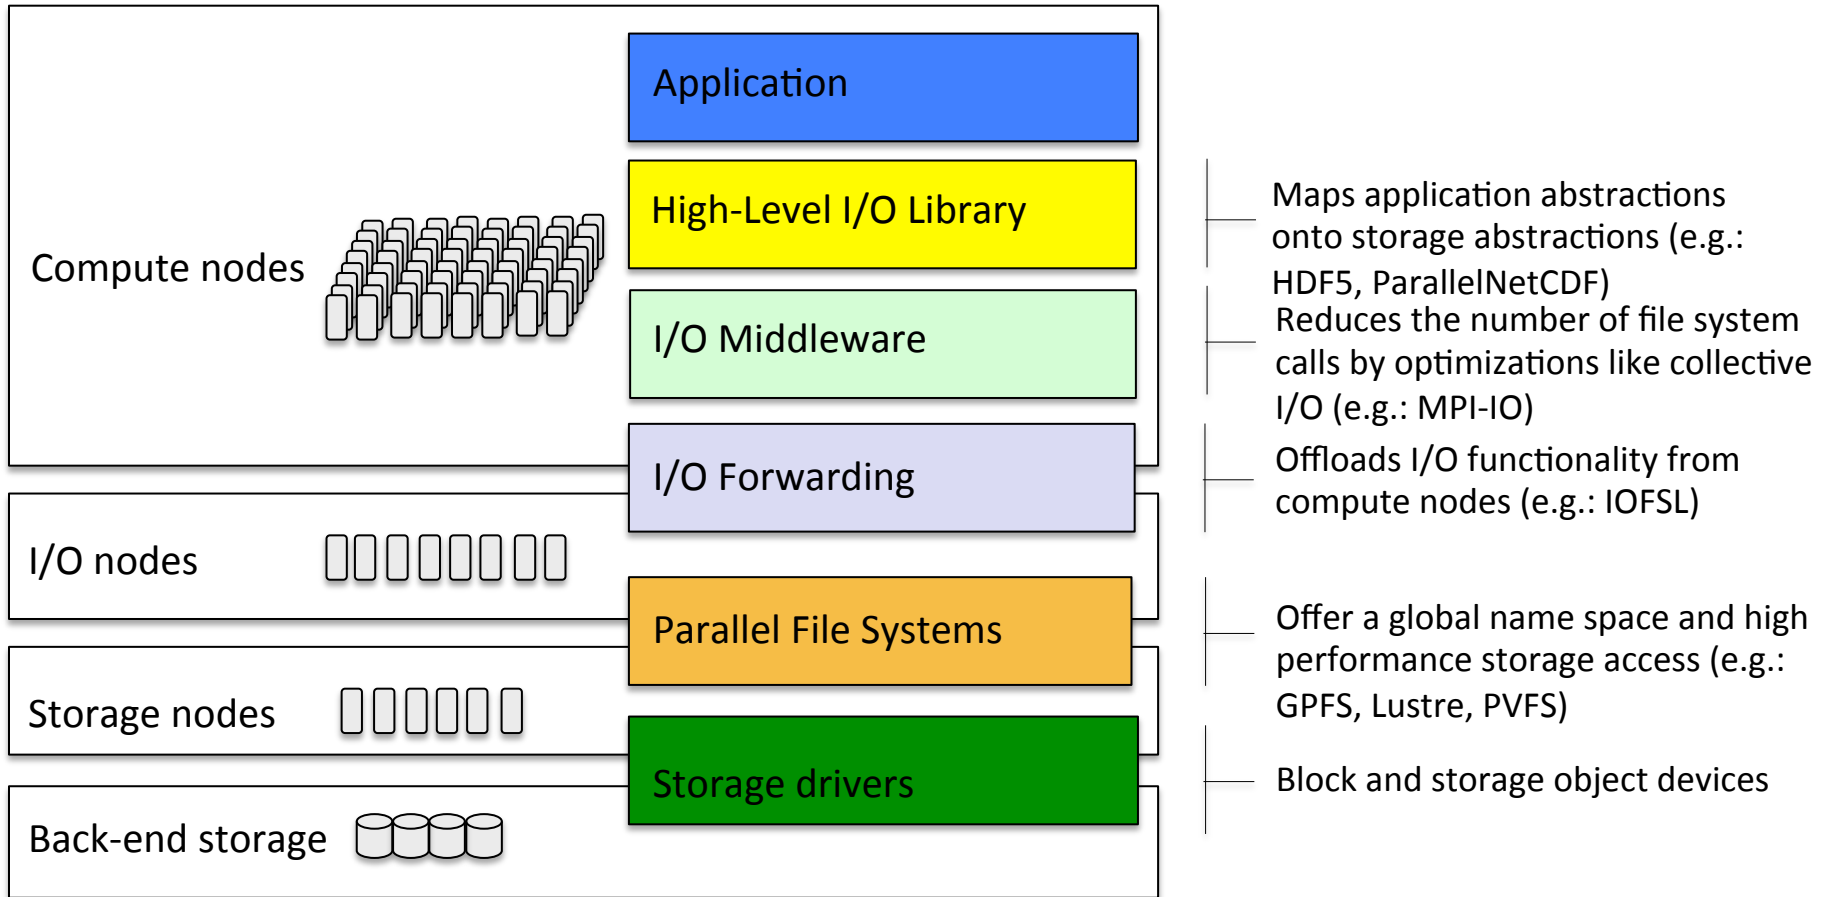 Application
High-Level I/O Library
Maps application abstractions
onto storage abstractions (e.g.:
HDF5, ParallelNetCDF)
Compute nodes
I/O Middleware
Reduces the number of file system
calls by optimizations like collective
I/O (e.g.: MPI-IO)
I/O Forwarding
Offloads I/O functionality from
compute nodes (e.g.: IOFSL)
I/O nodes
Parallel File Systems
Offer a global name space and high
performance storage access (e.g.:
GPFS, Lustre, PVFS)
Storage nodes
Storage drivers
Block and storage object devices
Back-end storage